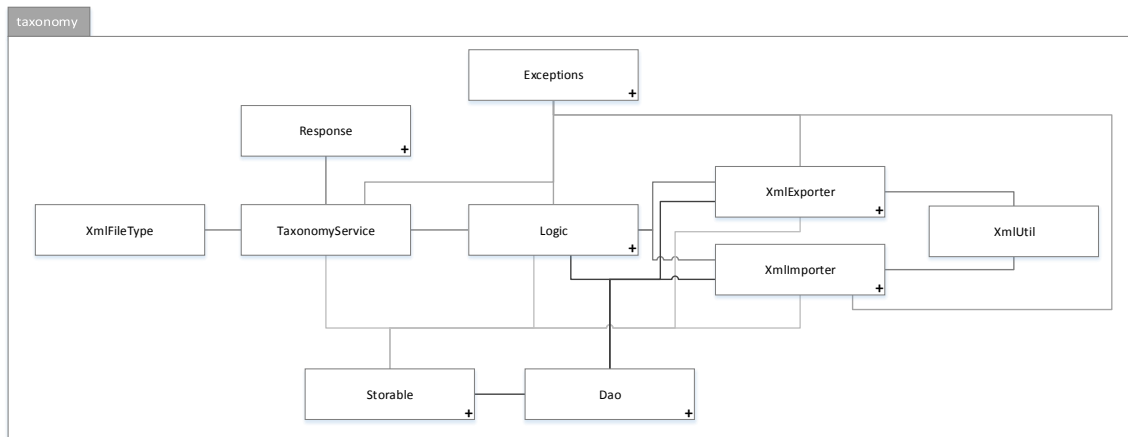 taxonomy
Exceptions
+
Response
+
XmlExporter
+
XmlFileType
TaxonomyService
Logic
+
XmlUtil
XmlImporter
+
Storable
+
Dao
+